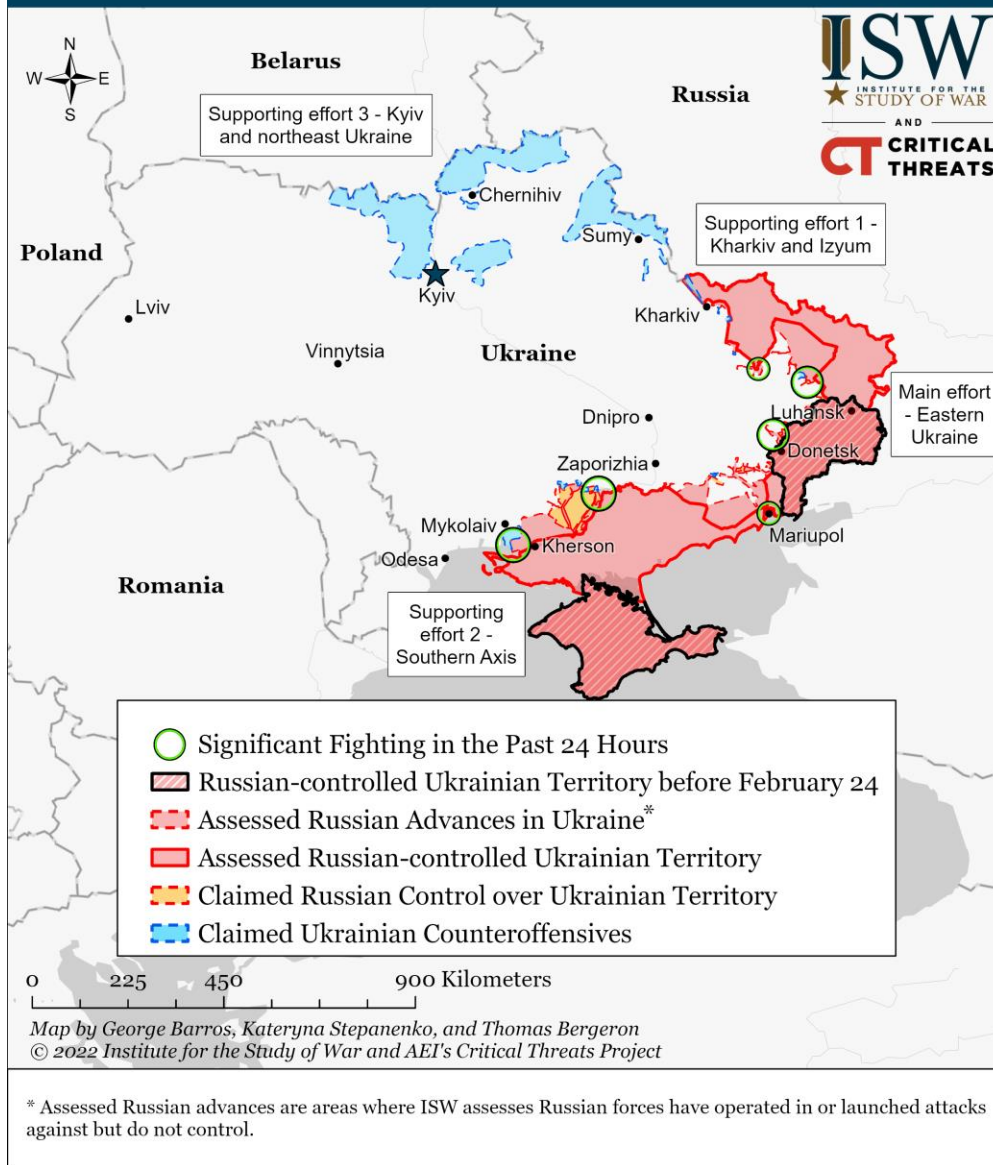 N
W E
S
Belarus
Russia
ISW
INSTITUTE FOR THE
STUDY OF WAR
AND
CT CRITICAL
THREATS
Supporting effort 3 - Kyiv
and northeast Ukraine
Chernihiv
Supporting effort 1 -
Kharkiv and Izyum
Sumy
Poland
Kyiv
Lviv
Kharkiv
Vinnytsia
Ukraine
Main effort
- Eastern
Ukraine
Luhansk
Dnipro
Donetsk
Zaporizhia
Mykolaiv
Kherson
Mariupol
Odesa
Romania
Supporting
effort 2 -
Southern Axis
Significant Fighting in the Past 24 Hours
Russian-controlled Ukrainian Territory before February 24
Assessed Russian Advances in Ukraine*
Assessed Russian-controlled Ukrainian Territory
Claimed Russian Control over Ukrainian Territory
Claimed Ukrainian Counteroffensives
0 225 450 900 Kilometers
Map by George Barros, Kateryna Stepanenko, and Thomas Bergeron
© 2022 Institute for the Study of War and AEI's Critical Threats Project
* Assessed Russian advances are areas where ISW assesses Russian forces have operated in or launched attacks
against but do not control.